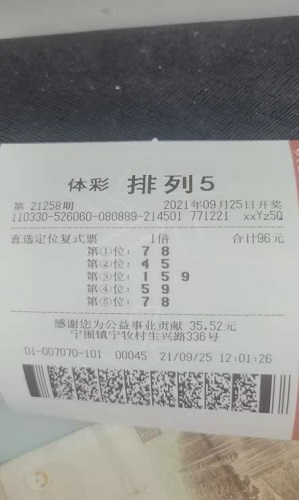 体彩 排列5
第 21258期 2021年09月25日开奖
110330-526060-080889-214501 771221 xxYz5Q
直选定位复式票 1倍 合计96元
第①位: 7 8
第②位: 4 5
第③位: 1 5 9
第④位: 5 9
第⑤位: 7 8
感谢您为公益事业贡献 35.52元
宁围镇宁牧村生兴路336号
01-007070-101 00045 21/09/25 12:01:26